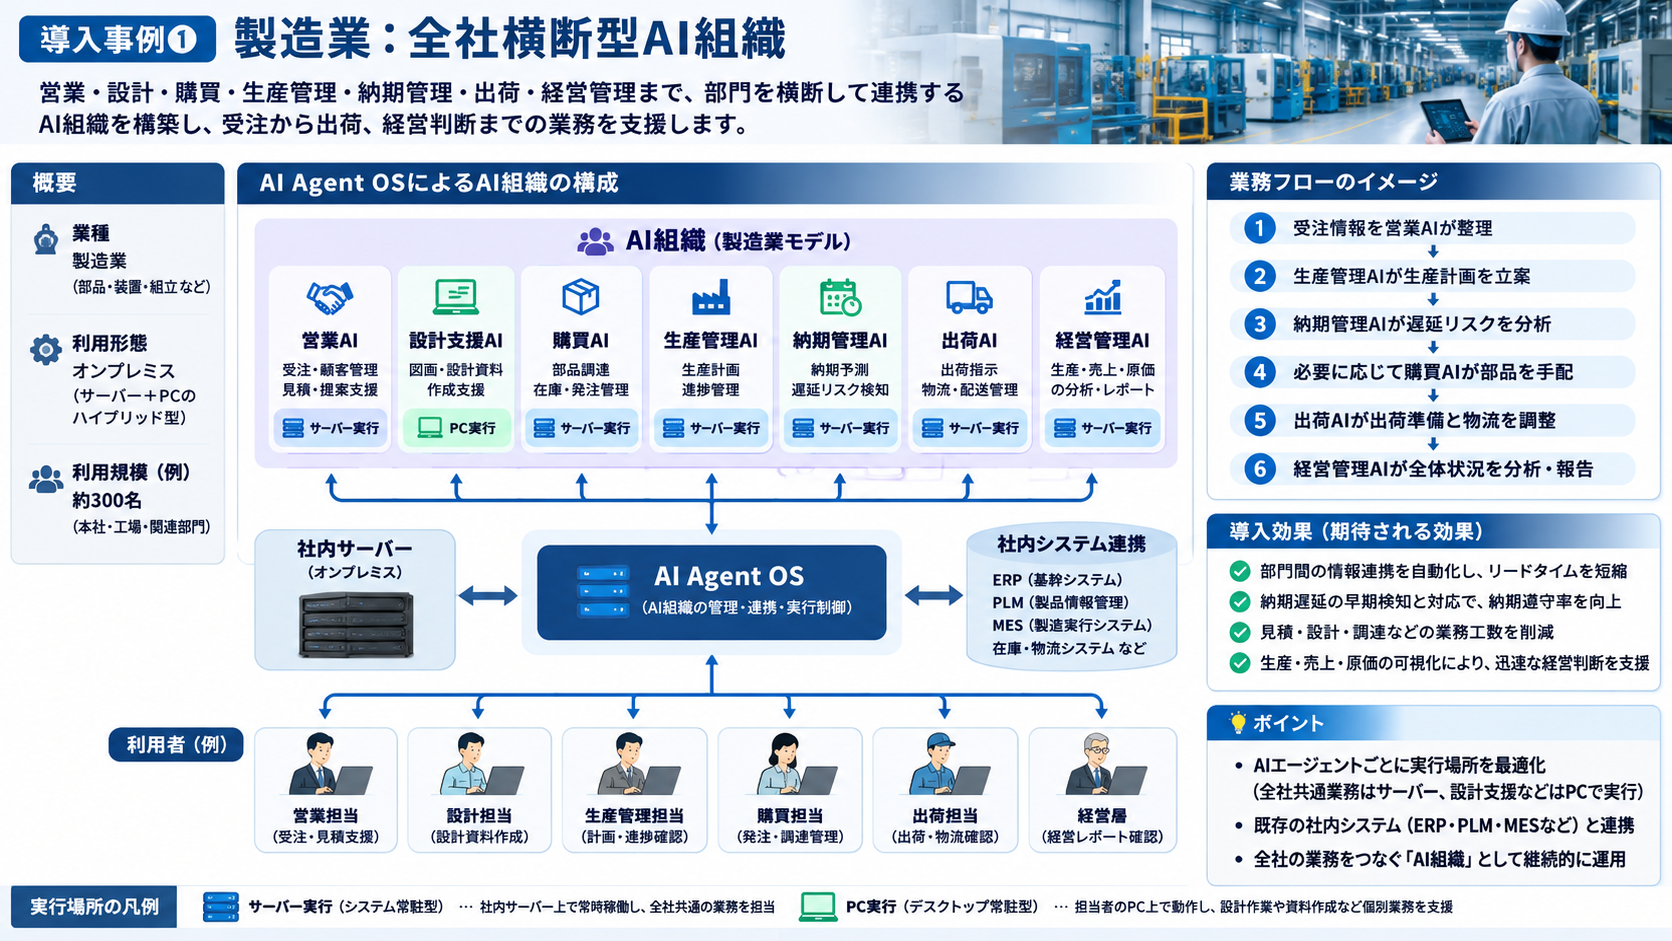 導入事例❶ 製造業：全社横断型AI組織
営業・設計・購買・生産管理・納期管理・出荷・経営管理まで、部門を横断して連携する
AI組織を構築し、受注から出荷、経営判断までの業務を支援します。
概要
業種
製造業
（部品・装置・組立など）
利用形態
オンプレミス
（サーバー＋PCの
ハイブリッド型）
利用規模（例）
約300名
（本社・工場・関連部門）
AI Agent OSによるAI組織の構成
AI組織（製造業モデル）
営業AI
受注・顧客管理
見積・提案支援
サーバー実行
設計支援AI
図画・設計資料
作成支援
PC実行
購買AI
部品調達
在庫・発注管理
サーバー実行
生産管理AI
生産計画
進捗管理
サーバー実行
納期管理AI
納期予測
遅延リスク検知
サーバー実行
出荷AI
出荷指示
物流・配送管理
サーバー実行
経営管理AI
生産・売上・原価
の分析・レポート
サーバー実行
社内サーバー
（オンプレミス）
AI Agent OS
（AI組織の管理・連携・実行制御）
社内システム連携
ERP（基幹システム）
PLM（製品情報管理）
MES（製造実行システム）
在庫・物流システム など
利用者（例）
営業担当
（受注・見積支援）
設計担当
（設計資料作成）
生産管理担当
（計画・進捗確認）
購買担当
（発注・調達管理）
出荷担当
（出荷・物流確認）
経営層
（経営レポート確認）
業務フローのイメージ
1 受注情報を営業AIが整理
2 生産管理AIが生産計画を立案
3 納期管理AIが遅延リスクを分析
4 必要に応じて購買AIが部品を手配
5 出荷AIが出荷準備と物流を調整
6 経営管理AIが全体状況を分析・報告
導入効果（期待される効果）
部門間の情報連携を自動化し、リードタイムを短縮
納期遅延の早期検知と対応で、納期遵守率を向上
見積・設計・調達などの業務工数を削減
生産・売上・原価の可視化により、迅速な経営判断を支援
ポイント
• AIエージェントごとに実行場所を最適化
（全社共通業務はサーバー、設計支援などはPCで実行）
• 既存の社内システム（ERP・PLM・MESなど）と連携
• 全社の業務をつなぐ「AI組織」として継続的に運用
実行場所の凡例
サーバー実行（システム常駐型） … 社内サーバー上で常時稼働し、全社共通の業務を担当
PC実行（デスクトップ常駐型） … 担当者のPC上で動作し、設計作業や資料作成など個別業務を支援